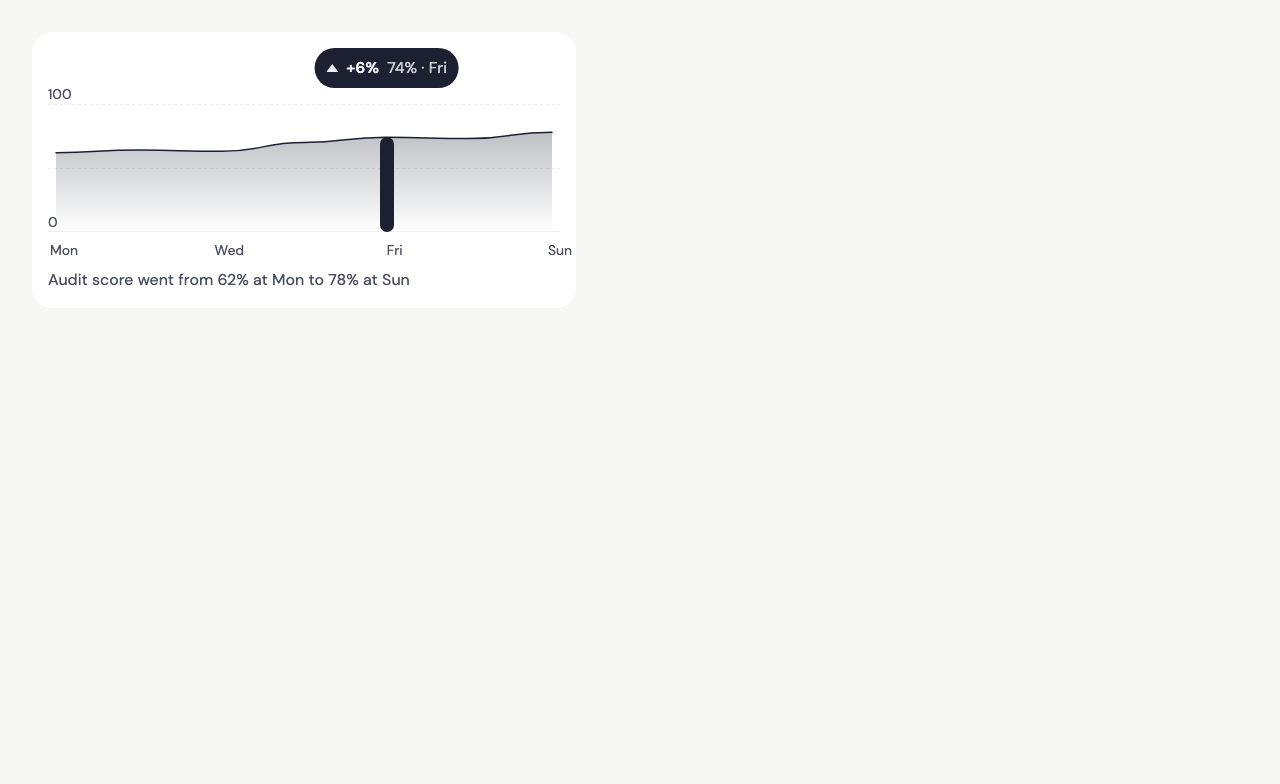 +6% 74% · Fri
100
0
Mon Wed Fri Sun
Audit score went from 62% at Mon to 78% at Sun